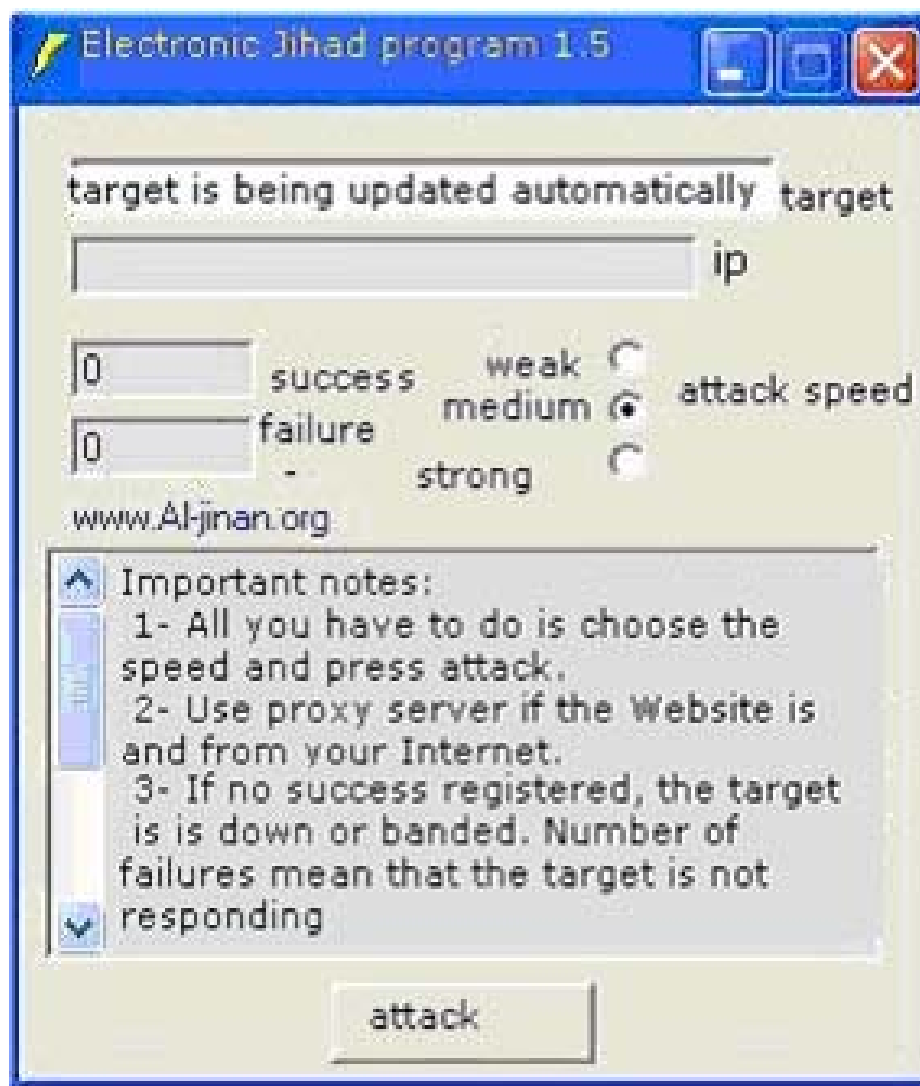 Electronic Jihad program 1.5
target is being updated automatically target
ip
0 success weak
medium attack speed
0 failure
- strong
www.Al-jinan.org
Important notes:
1- All you have to do is choose the
speed and press attack.
2- Use proxy server if the Website is
and from your Internet.
3- If no success registered, the target
is is down or banded. Number of
failures mean that the target is not
responding
attack